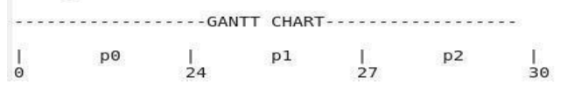 ------------------GANTT CHART------------------
| p0 | p1 | p2 |
0 24 27 30